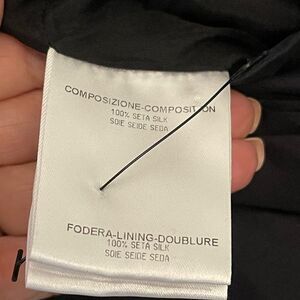 COMPOSIZIONE-COMPOSITION
100% SETA SILK
SOIE SEIDE SEDA
FODERA-LINING-DOUBLURE
100% SETA SILK
SOIE SEIDE SEDA